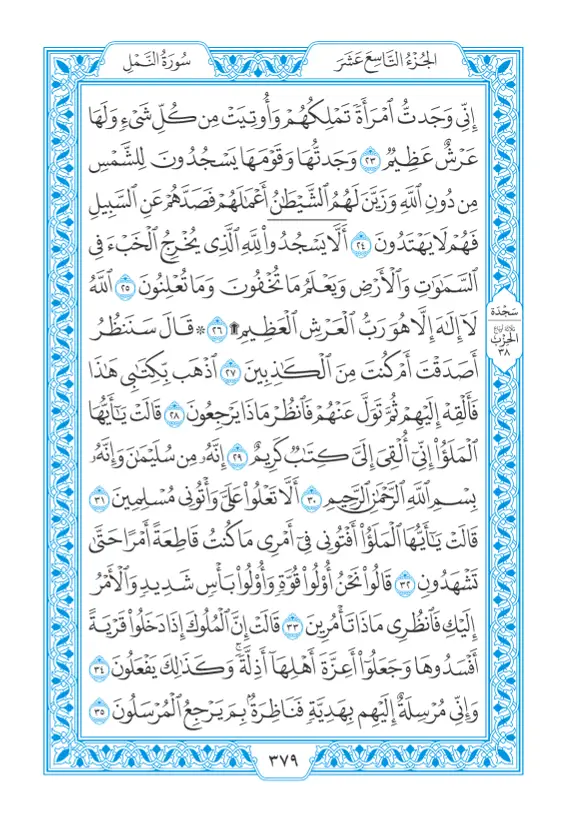 الجُزْءُ التَّاسِعَ عَشَرَ
سُورَةُ النَّمْلِ
إِنِّي وَجَدتُّ ٱمۡرَأَةٗ تَمۡلِكُهُمۡ وَأُوتِيَتۡ مِن كُلِّ شَيۡءٖ وَلَهَا
عَرۡشٌ عَظِيمٞ ٢٣ وَجَدتُّهَا وَقَوۡمَهَا يَسۡجُدُونَ لِلشَّمۡسِ
مِن دُونِ ٱللَّهِ وَزَيَّنَ لَهُمُ ٱلشَّيۡطَٰنُ أَعۡمَٰلَهُمۡ فَصَدَّهُمۡ عَنِ ٱلسَّبِيلِ
فَهُمۡ لَا يَهۡتَدُونَ ٢٤ أَلَّاۤ يَسۡجُدُواْۤ لِلَّهِ ٱلَّذِي يُخۡرِجُ ٱلۡخَبۡءَ فِي
ٱلسَّمَٰوَٰتِ وَٱلۡأَرۡضِ وَيَعۡلَمُ مَا تُخۡفُونَ وَمَا تُعۡلِنُونَ ٢٥ ٱللَّهُ
لَآ إِلَٰهَ إِلَّا هُوَ رَبُّ ٱلۡعَرۡشِ ٱلۡعَظِيمِ۩ ٢٦ ۞ قَالَ سَنَنظُرُ
أَصَدَقۡتَ أَمۡ كُنتَ مِنَ ٱلۡكَٰذِبِينَ ٢٧ ٱذۡهَب بِّكِتَٰبِي هَٰذَا
فَأَلۡقِهۡ إِلَيۡهِمۡ ثُمَّ تَوَلَّ عَنۡهُمۡ فَٱنظُرۡ مَاذَا يَرۡجِعُونَ ٢٨ قَالَتۡ يَٰٓأَيُّهَا
ٱلۡمَلَؤُاْ إِنِّيٓ أُلۡقِيَ إِلَيَّ كِتَٰبٞ كَرِيمٌ ٢٩ إِنَّهُۥ مِن سُلَيۡمَٰنَ وَإِنَّهُۥ
بِسۡمِ ٱللَّهِ ٱلرَّحۡمَٰنِ ٱلرَّحِيمِ ٣٠ أَلَّا تَعۡلُواْ عَلَيَّ وَأۡتُونِي مُسۡلِمِينَ ٣١
قَالَتۡ يَٰٓأَيُّهَا ٱلۡمَلَؤُاْ أَفۡتُونِي فِيٓ أَمۡرِي مَا كُنتُ قَاطِعَةً أَمۡرًا حَتَّىٰ
تَشۡهَدُونِ ٣٢ قَالُواْ نَحۡنُ أُوْلُواْ قُوَّةٖ وَأُوْلُواْ بَأۡسٖ شَدِيدٖ وَٱلۡأَمۡرُ
إِلَيۡكِ فَٱنظُرِي مَاذَا تَأۡمُرِينَ ٣٣ قَالَتۡ إِنَّ ٱلۡمُلُوكَ إِذَا دَخَلُواْ قَرۡيَةً
أَفۡسَدُوهَا وَجَعَلُوٓاْ أَعِزَّةَ أَهۡلِهَآ أَذِلَّةٗۚ وَكَذَٰلِكَ يَفۡعَلُونَ ٣٤
وَإِنِّي مُرۡسِلَةٌ إِلَيۡهِم بِهَدِيَّةٖ فَنَاظِرَةُۢ بِمَ يَرۡجِعُ ٱلۡمُرۡسَلُونَ ٣٥
سَجْدَة
ثلاثة أرباع
الحِزْب
٣٨
٣٧٩